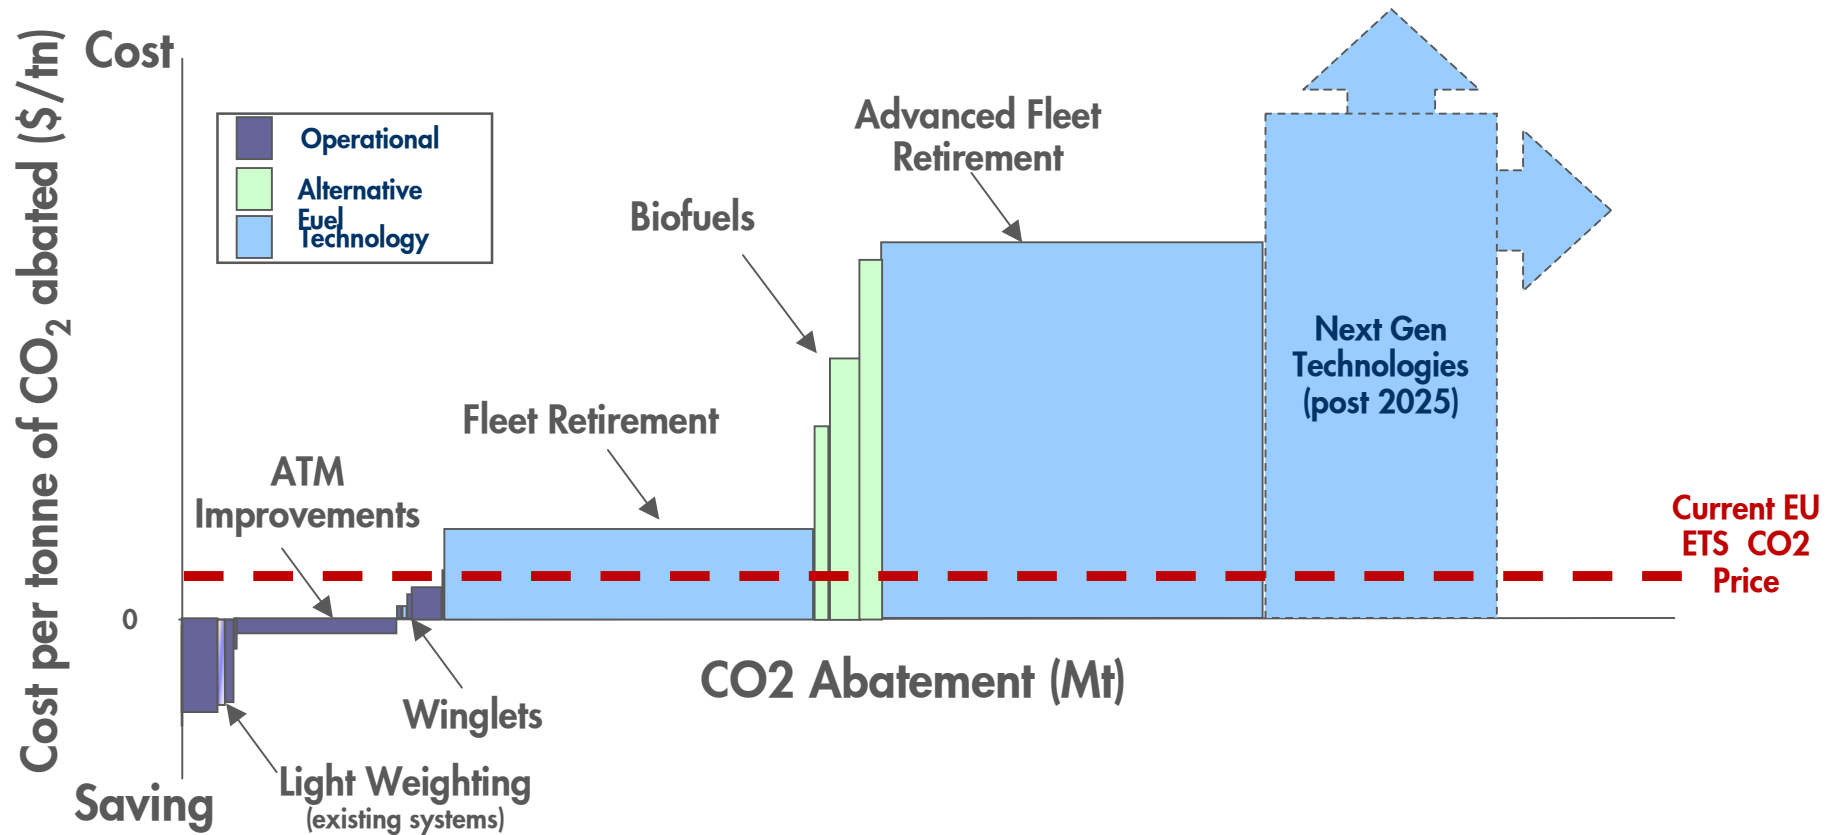 Cost
Cost per tonne of CO2 abated ($/tn)
Operational
Alternative
Fuel
Technology
Advanced Fleet
Retirement
Biofuels
Next Gen
Technologies
(post 2025)
Fleet Retirement
ATM
Improvements
Current EU
ETS CO2
Price
0
CO2 Abatement (Mt)
Winglets
Light Weighting
(existing systems)
Saving